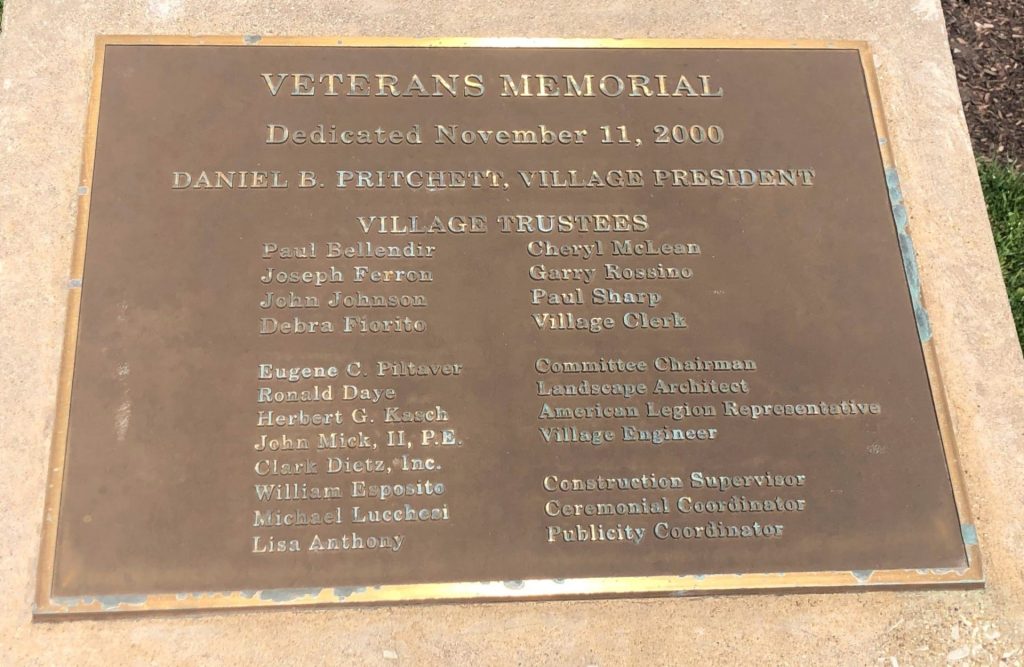 VETERANS MEMORIAL
Dedicated November 11, 2000
DANIEL B. PRITCHETT, VILLAGE PRESIDENT
VILLAGE TRUSTEES
Paul Bellendir Cheryl McLean
Joseph Ferron Garry Rossino
John Johnson Paul Sharp
Debra Fiorito Village Clerk
Eugene C. Piltaver Committee Chairman
Ronald Daye Landscape Architect
Herbert G. Kasch American Legion Representative
John Mick, II, P.E. Village Engineer
Clark Dietz, Inc.
William Esposito Construction Supervisor
Michael Lucchesi Ceremonial Coordinator
Lisa Anthony Publicity Coordinator